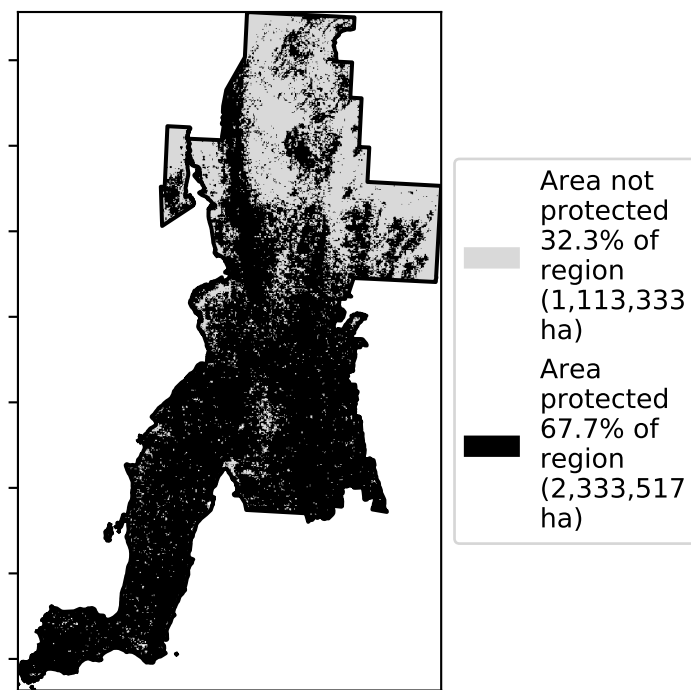 Area not
protected
32.3% of
region
(1,113,333
ha)
Area
protected
67.7% of
region
(2,333,517
ha)